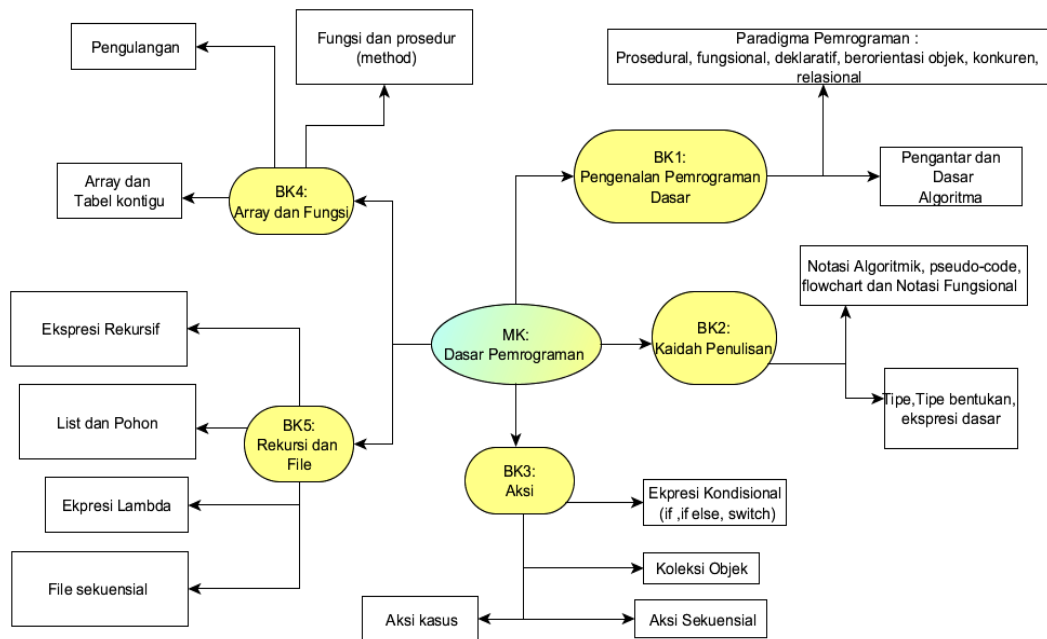 Pengulangan
Fungsi dan prosedur
(method)
Paradigma Pemrograman :
Prosedural, fungsional, deklaratif, berorientasi objek, konkuren,
relasional
BK4:
Array dan Fungsi
Array dan
Tabel kontigu
BK1:
Pengenalan Pemrograman
Dasar
Pengantar dan
Dasar
Algoritma
Notasi Algoritmik, pseudo-code,
flowchart dan Notasi Fungsional
Ekspresi Rekursif
MK:
Dasar Pemrograman
BK2:
Kaidah Penulisan
Tipe,Tipe bentukan,
ekspresi dasar
List dan Pohon
BK5:
Rekursi dan
File
BK3:
Aksi
Ekpresi Kondisional
(if ,if else, switch)
Ekpresi Lambda
File sekuensial
Koleksi Objek
Aksi kasus
Aksi Sekuensial